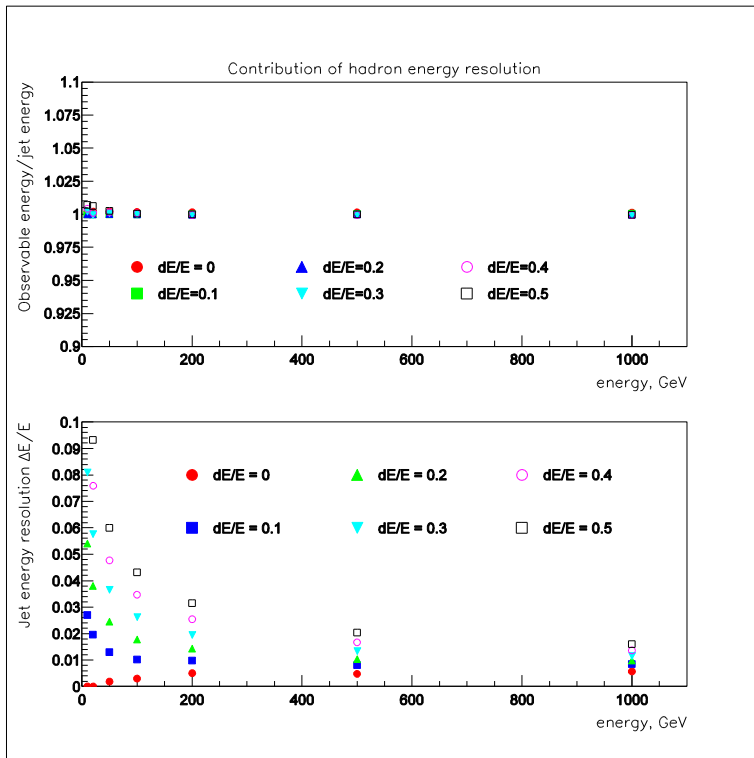 Contribution of hadron energy resolution
Observable energy/jet energy
1.1
1.075
1.05
1.025
1
0.975
0.95
0.925
0.9
dE/E = 0 dE/E=0.2 dE/E=0.4
dE/E=0.1 dE/E=0.3 dE/E=0.5
0 200 400 600 800 1000
energy, GeV
Jet energy resolution ΔE/E
0.1
0.09
0.08
0.07
0.06
0.05
0.04
0.03
0.02
0.01
0
dE/E = 0 dE/E = 0.2 dE/E = 0.4
dE/E = 0.1 dE/E = 0.3 dE/E = 0.5
0 200 400 600 800 1000
energy, GeV